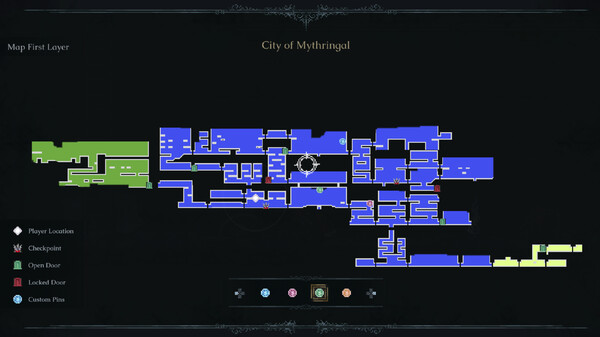 City of Mythringal
Map First Layer
Player Location
Checkpoint
Open Door
Locked Door
Custom Pins